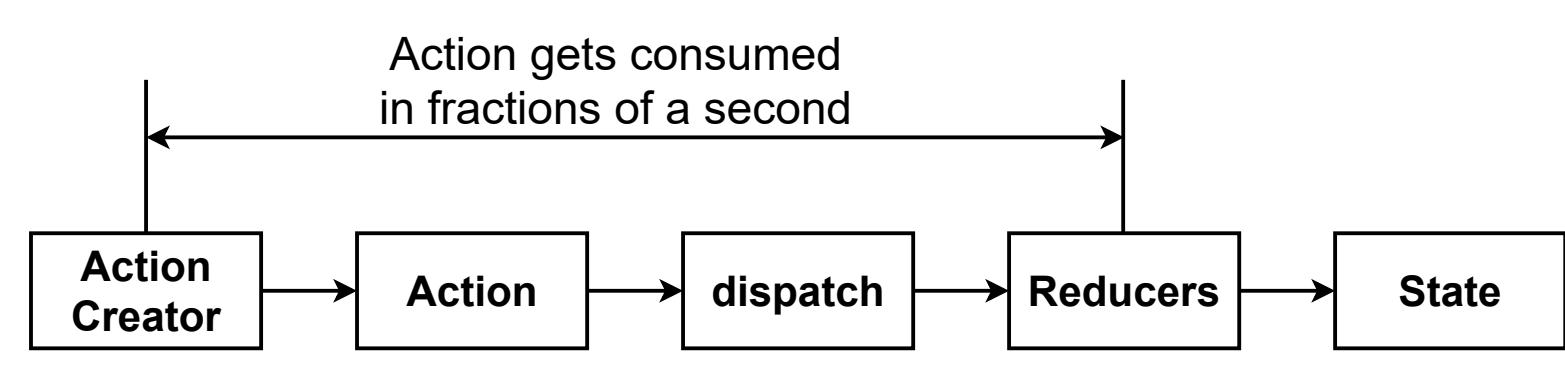 Action gets consumed
in fractions of a second
Action
Creator
Action
dispatch
Reducers
State